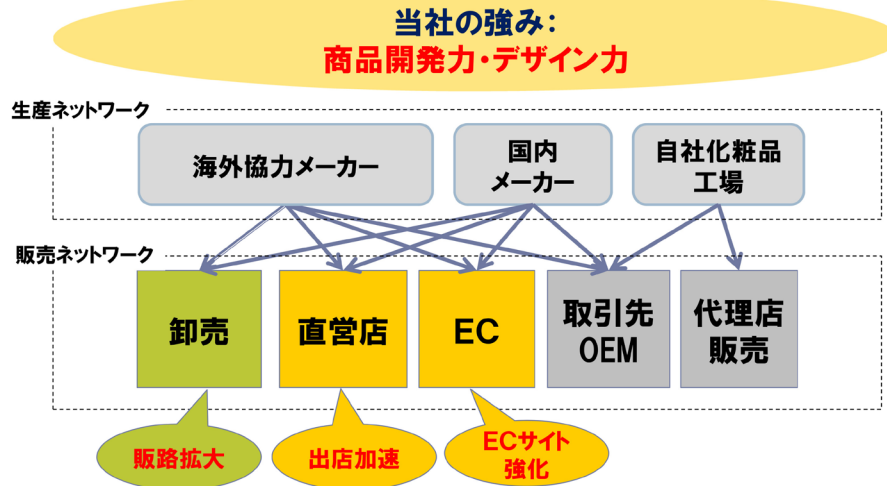 当社の強み：
商品開発力・デザイン力
生産ネットワーク
海外協力メーカー
国内
メーカー
自社化粧品
工場
販売ネットワーク
卸売
直営店
EC
取引先
OEM
代理店
販売
販路拡大
出店加速
ECサイト
強化